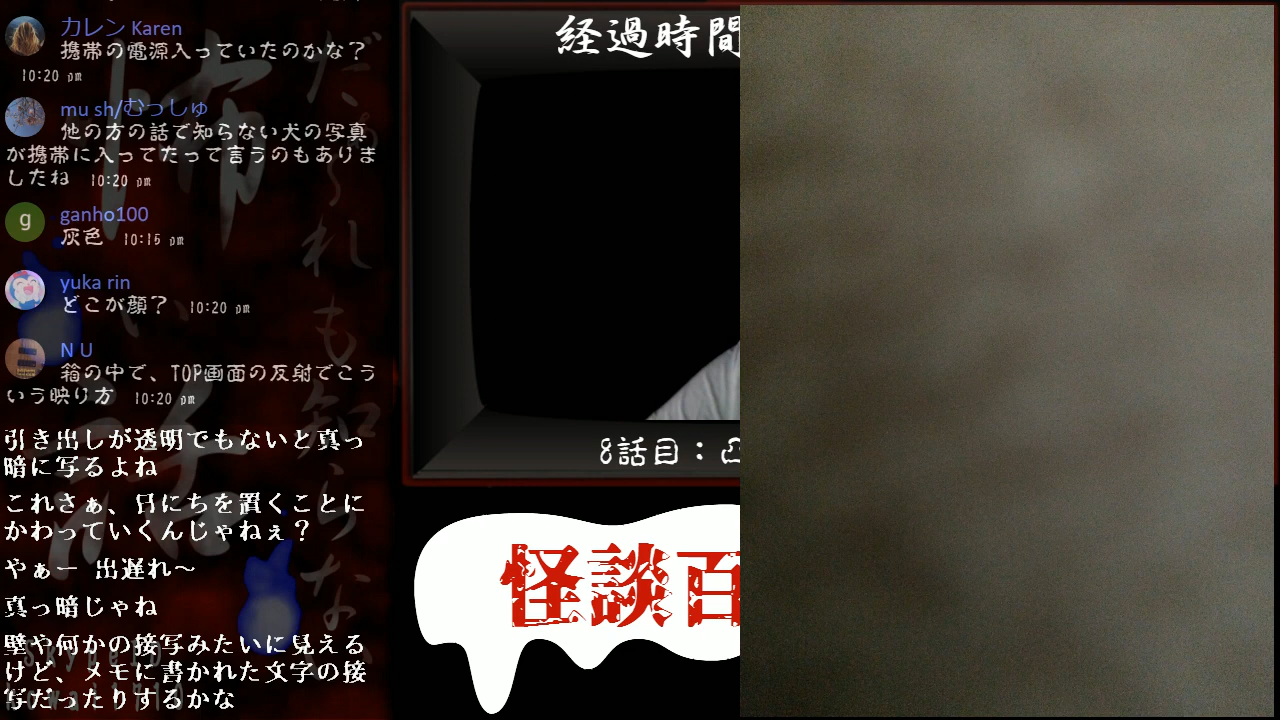 カレン Karen
携帯の電源入っていたのかな？
10:20 pm
mu sh/むっしゅ
他の方の話で知らない犬の写真
が携帯に入ってたって言うのもありま
したね 10:20 pm
g
ganho100
灰色 10:15 pm
yuka rin
どこが顔？ 10:20 pm
N U
箱の中で、TOP画面の反射でこう
いう映り方 10:20 pm
引き出しが透明でもないと真っ
暗に写るよね
これさぁ、日にちを置くことに
かわっていくんじゃねぇ？
やぁー 出遅れ～
真っ暗じゃね
壁や何かの接写みたいに見える
けど、メモに書かれた文字の接
写だったりするかな
経過時間
8話目：
怪談百
だれも知らない
怖い話